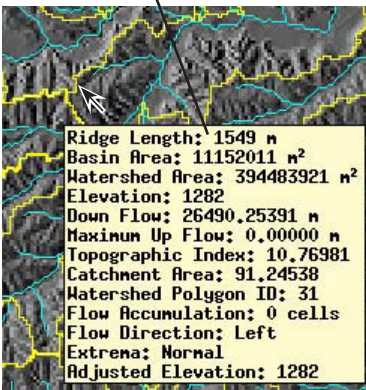 Ridge Length: 1549 m
Basin Area: 11152011 m²
Watershed Area: 394483921 m²
Elevation: 1282
Down Flow: 26490.25391 m
Maximum Up Flow: 0.00000 m
Topographic Index: 10.76981
Catchment Area: 91.24538
Watershed Polygon ID: 31
Flow Accumulation: 0 cells
Flow Direction: Left
Extrema: Normal
Adjusted Elevation: 1282